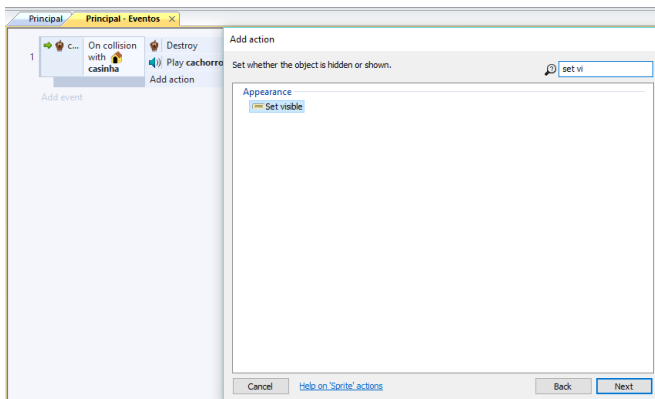 Principal
Principal - Eventos ×
1
c...
On collision
with
casinha
Destroy
Play cachorro
Add action
Add event
Add action
Set whether the object is hidden or shown.
set vi
Appearance
Set visible
Cancel
Help on 'Sprite' actions
Back
Next